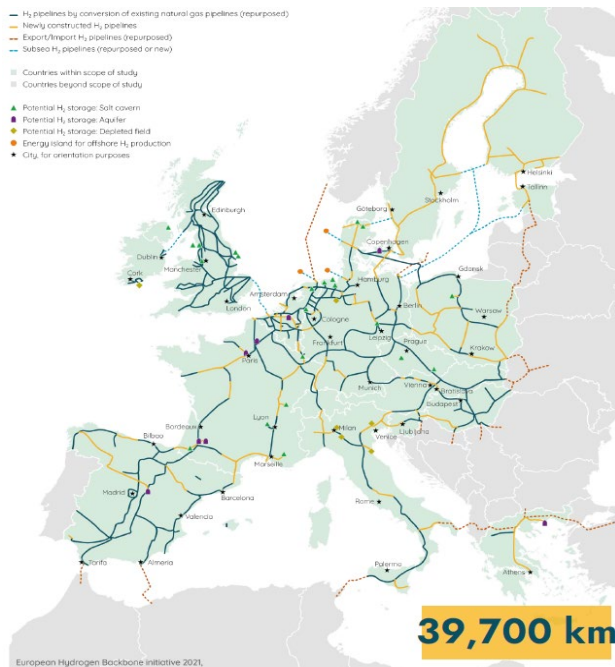 H₂ pipelines by conversion of existing natural gas pipelines (repurposed)
Newly constructed H₂ pipelines
Export/Import H₂ pipelines (repurposed)
Subsea H₂ pipelines (repurposed or new)
Countries within scope of study
Countries beyond scope of study
Potential H₂ storage: Salt cavern
Potential H₂ storage: Aquifer
Potential H₂ storage: Depleted field
Energy island for offshore H₂ production
City, for orientation purposes
Helsinki
Tallinn
Stockholm
Göteborg
Edinburgh
Copenhagen
Dublin
Manchester
Gdańsk
Cork
Hamburg
Amsterdam
Berlin
London
Warsaw
Cologne
Leipzig
Frankfurt
Prague
Krakow
Paris
Munich
Vienna
Bratislava
Budapest
Lyon
Milan
Bordeaux
Venice
Ljubljana
Bilbao
Marseille
Madrid
Barcelona
Rome
Valencia
Palermo
Athens
Tarifa
Almeria
39,700 km
European Hydrogen Backbone initiative 2021,